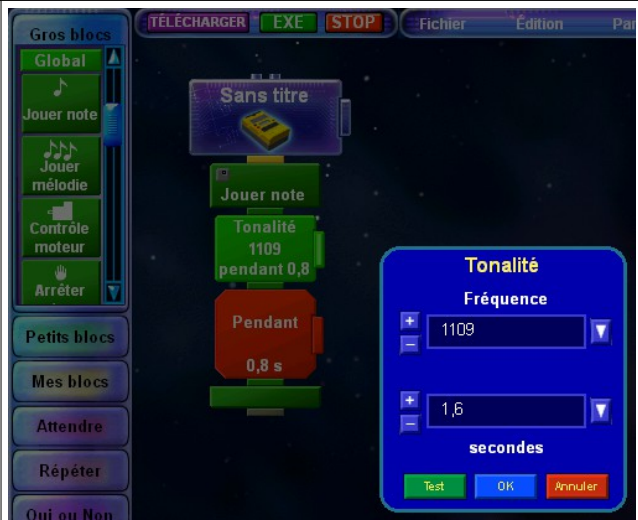 TÉLÉCHARGER EXE STOP Fichier Édition Par
Gros blocs
Global
Jouer note
Jouer
mélodie
Contrôle
moteur
Arrêter
Petits blocs
Mes blocs
Attendre
Répéter
Oui ou Non
Sans titre
Jouer note
Tonalité
1109
pendant 0,8
Pendant
0,8 s
Tonalité
Fréquence
+
1109
–
+
1,6
–
secondes
Test OK Annuler